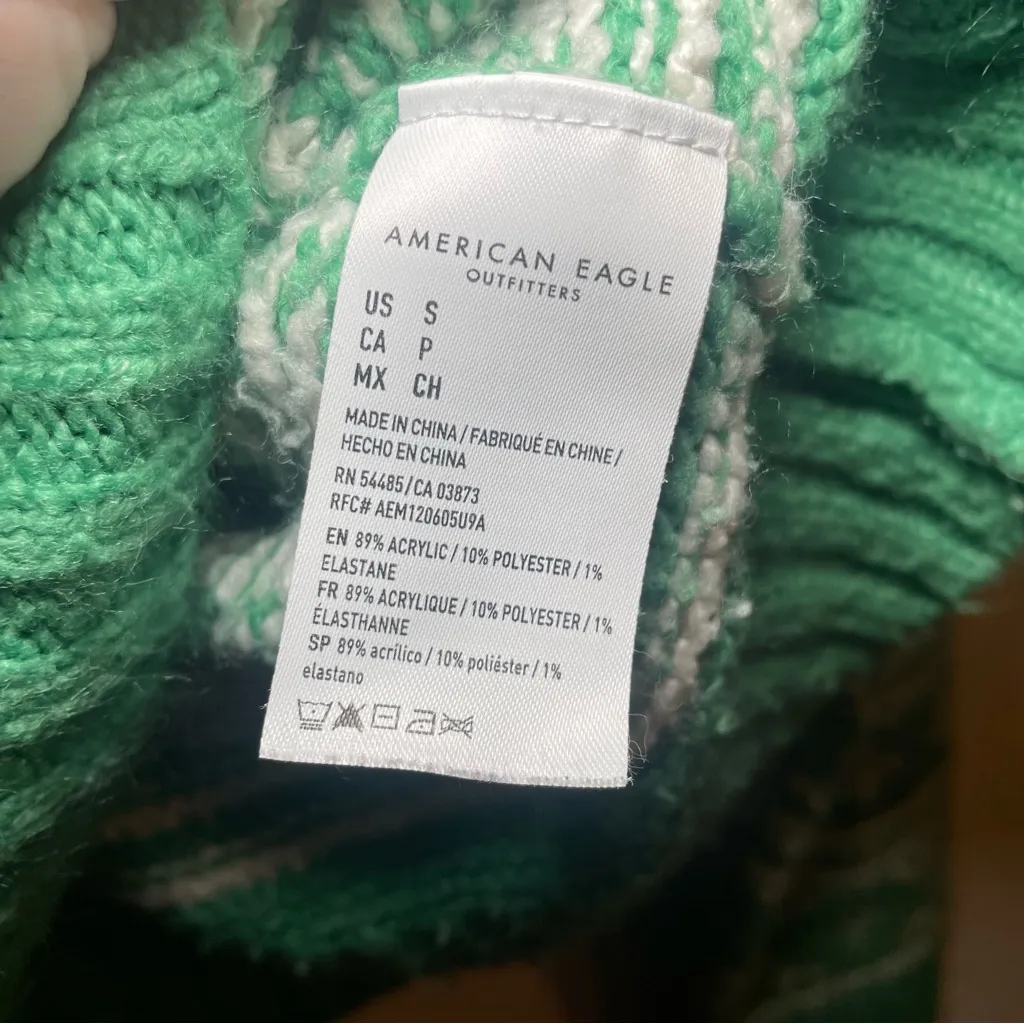 AMERICAN EAGLE
OUTFITTERS
US S
CA P
MX CH
MADE IN CHINA / FABRIQUÉ EN CHINE /
HECHO EN CHINA
RN 54485 / CA 03873
RFC# AEM120605U9A
EN 89% ACRYLIC / 10% POLYESTER / 1%
ELASTANE
FR 89% ACRYLIQUE / 10% POLYESTER / 1%
ÉLASTHANNE
SP 89% acrílico / 10% poliéster / 1%
elastano